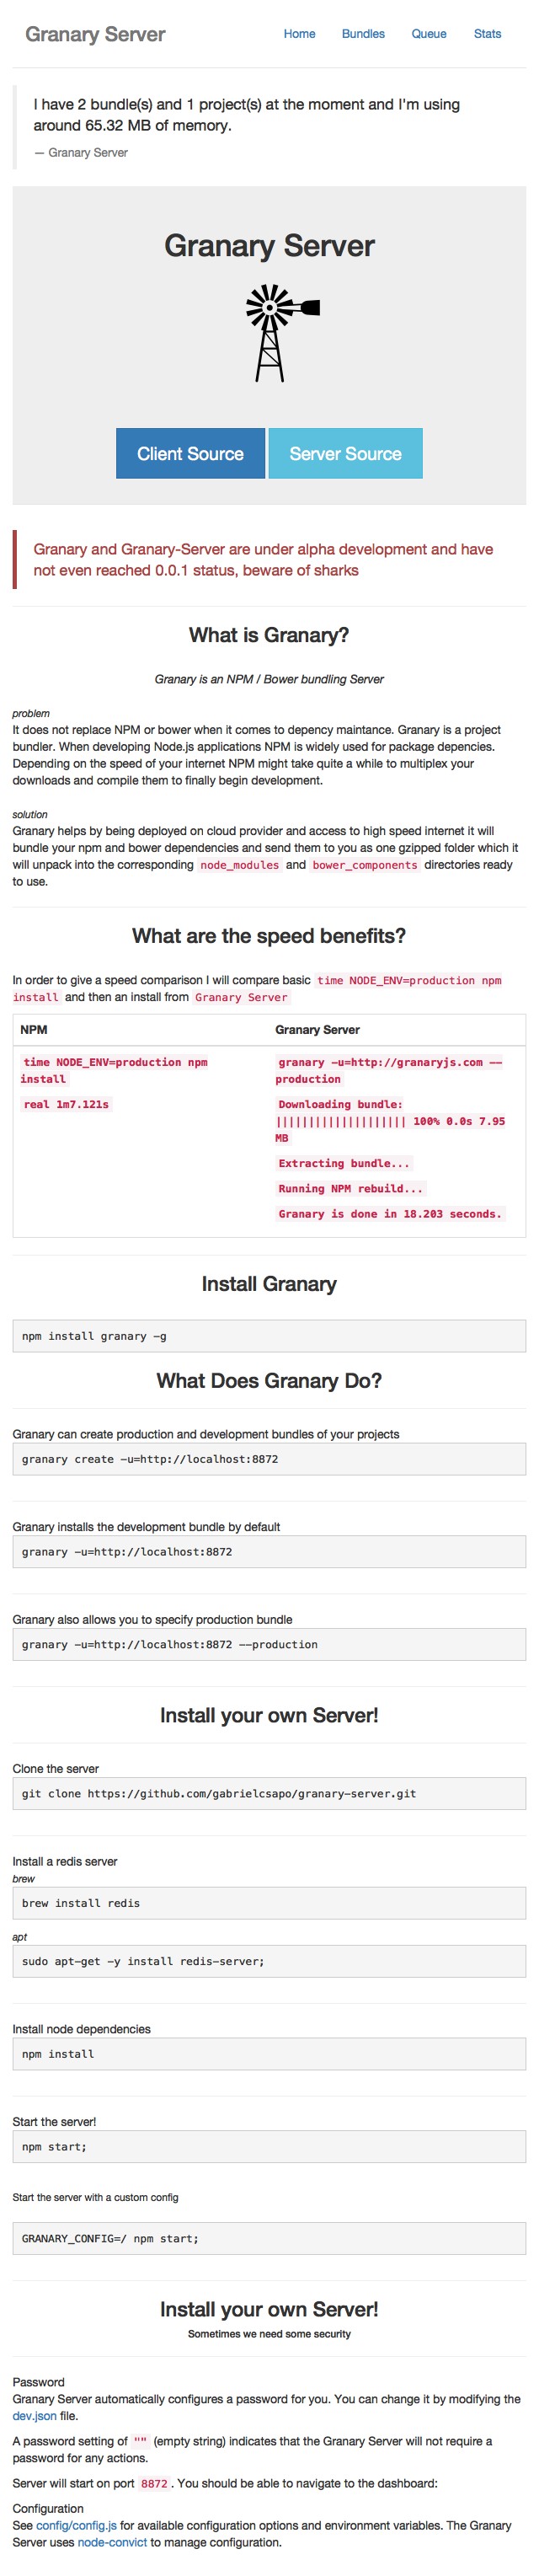 Granary Server
Home Bundles Queue Stats
I have 2 bundle(s) and 1 project(s) at the moment and I'm using
around 65.32 MB of memory.
— Granary Server
Granary Server
Client Source Server Source
Granary and Granary-Server are under alpha development and have
not even reached 0.0.1 status, beware of sharks
What is Granary?
Granary is an NPM / Bower bundling Server
problem
It does not replace NPM or bower when it comes to depency maintance. Granary is a project
bundler. When developing Node.js applications NPM is widely used for package depencies.
Depending on the speed of your internet NPM might take quite a while to multiplex your
downloads and compile them to finally begin development.
solution
Granary helps by being deployed on cloud provider and access to high speed internet it will
bundle your npm and bower dependencies and send them to you as one gzipped folder which it
will unpack into the corresponding node_modules and bower_components directories ready
to use.
What are the speed benefits?
In order to give a speed comparison I will compare basic time NODE_ENV=production npm
install and then an install from Granary Server
NPM Granary Server
time NODE_ENV=production npm
install
real 1m7.121s
granary -u=http://granaryjs.com --
production
Downloading bundle:
|||||||||||||||||||| 100% 0.0s 7.95
MB
Extracting bundle...
Running NPM rebuild...
Granary is done in 18.203 seconds.
Install Granary
npm install granary -g
What Does Granary Do?
Granary can create production and development bundles of your projects
granary create -u=http://localhost:8872
Granary installs the development bundle by default
granary -u=http://localhost:8872
Granary also allows you to specify production bundle
granary -u=http://localhost:8872 --production
Install your own Server!
Clone the server
git clone https://github.com/gabrielcsapo/granary-server.git
Install a redis server
brew
brew install redis
apt
sudo apt-get -y install redis-server;
Install node dependencies
npm install
Start the server!
npm start;
Start the server with a custom config
GRANARY_CONFIG=/ npm start;
Install your own Server!
Sometimes we need some security
Password
Granary Server automatically configures a password for you. You can change it by modifying the
dev.json file.
A password setting of "" (empty string) indicates that the Granary Server will not require a
password for any actions.
Server will start on port 8872. You should be able to navigate to the dashboard:
Configuration
See config/config.js for available configuration options and environment variables. The Granary
Server uses node-convict to manage configuration.